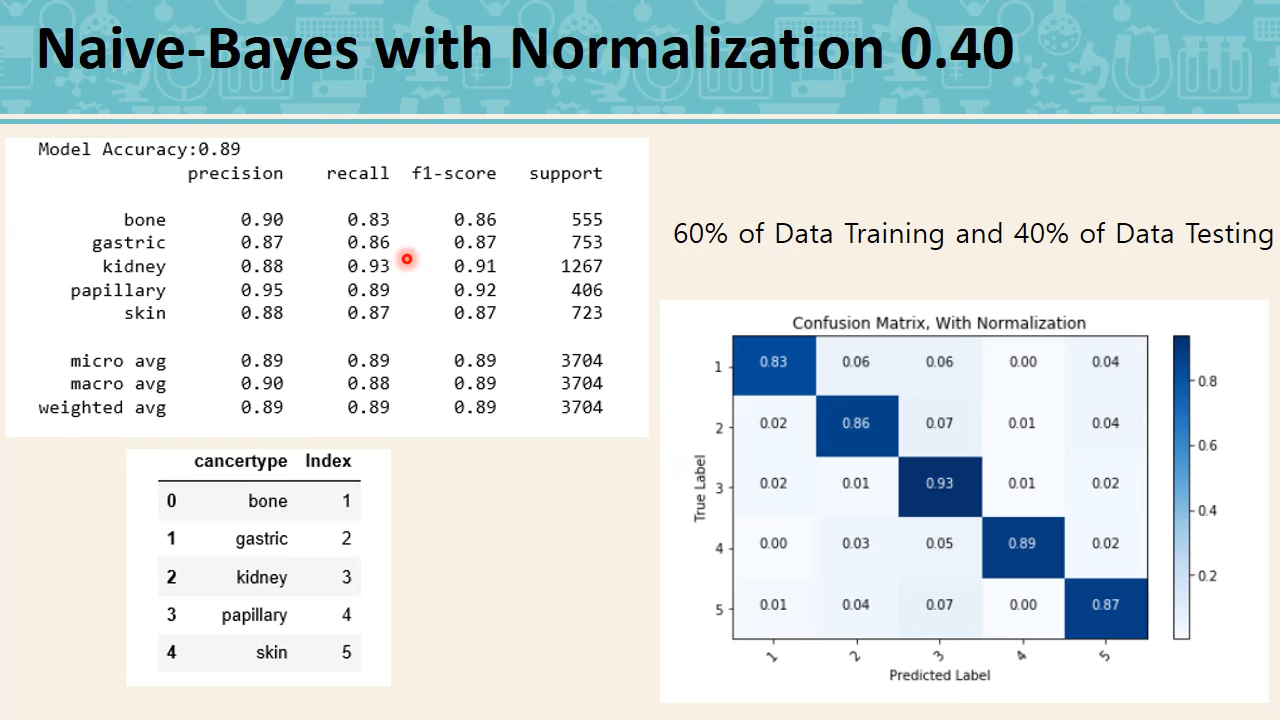 Naive-Bayes with Normalization 0.40
Model Accuracy:0.89
precision recall f1-score support
bone 0.90 0.83 0.86 555
gastric 0.87 0.86 0.87 753
kidney 0.88 0.93 0.91 1267
papillary 0.95 0.89 0.92 406
skin 0.88 0.87 0.87 723
micro avg 0.89 0.89 0.89 3704
macro avg 0.90 0.88 0.89 3704
weighted avg 0.89 0.89 0.89 3704
60% of Data Training and 40% of Data Testing
cancertype Index
0 bone 1
1 gastric 2
2 kidney 3
3 papillary 4
4 skin 5
Confusion Matrix, With Normalization
True Label
1 0.83 0.06 0.06 0.00 0.04
2 0.02 0.86 0.07 0.01 0.04
3 0.02 0.01 0.93 0.01 0.02
4 0.00 0.03 0.05 0.89 0.02
5 0.01 0.04 0.07 0.00 0.87
1 2 3 4 5
Predicted Label
0.8
0.6
0.4
0.2